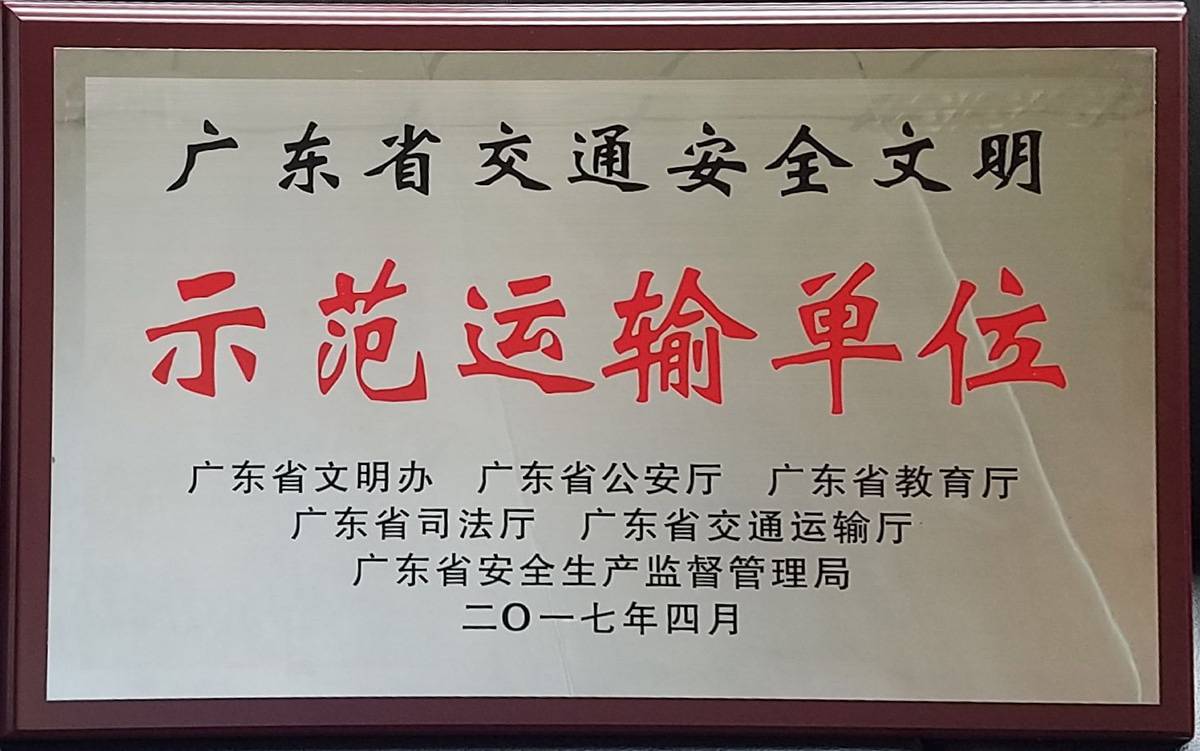 广东省交通安全文明
示范运输单位
广东省文明办 广东省公安厅 广东省教育厅
广东省司法厅 广东省交通运输厅
广东省安全生产监督管理局
二〇一七年四月